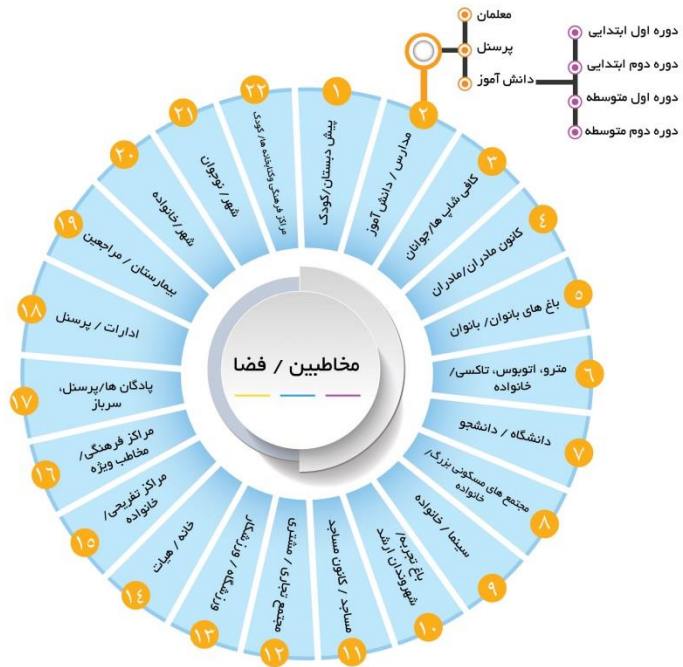 معلمان
پرسنل
دانش آموز
دوره اول ابتدایی
دوره دوم ابتدایی
دوره اول متوسطه
دوره دوم متوسطه
مخاطبین / فضا
۱
پیش دبستان/کودک
۲
مدارس / دانش آموز
۳
کافی شاپ ها/جوانان
۴
کانون مادران/مادران
۵
باغ های بانوان/ بانوان
۶
مترو، اتوبوس، تاکسی/
خانواده
۷
دانشگاه / دانشجو
۸
مجتمع های مسکونی بزرگ/
خانواده
۹
سینما / خانواده
۱۰
باغ تجربه/
شهروندان ارشد
۱۱
مساجد / کانون مساجد
۱۲
مجتمع تجاری / مشتری
۱۳
ورزشگاه / ورزشکار
۱۴
خانه / هیات
۱۵
مراکز تفریحی/
خانواده
۱۶
مراکز فرهنگی/
مخاطب ویژه
۱۷
پادگان ها/پرسنل،
سرباز
۱۸
ادارات / پرسنل
۱۹
بیمارستان / مراجعین
۲۰
شهر/خانواده
۲۱
شهر / نوجوان
۲۲
مراکز فرهنگی وکتابخانه ها/ کودک